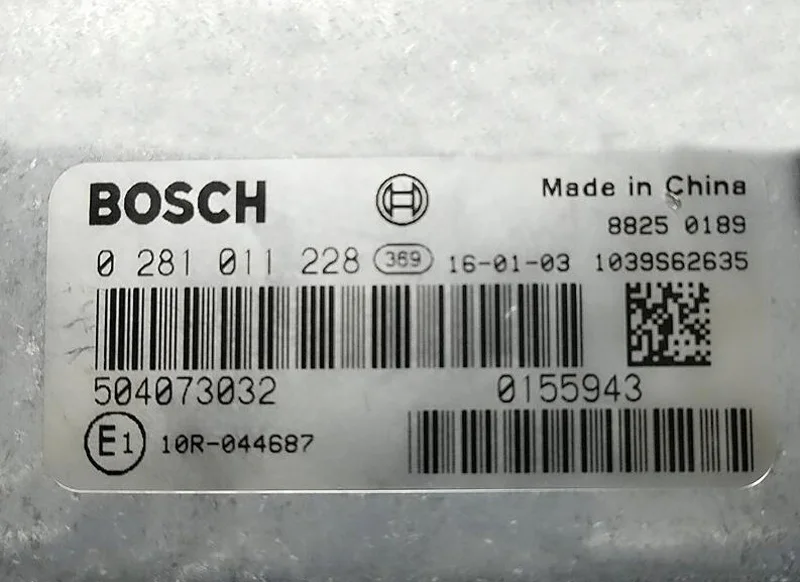 BOSCH Made in China
8825 0189
0 281 011 228 369 16-01-03 1039S62635
504073032 0155943
E1 10R-044687